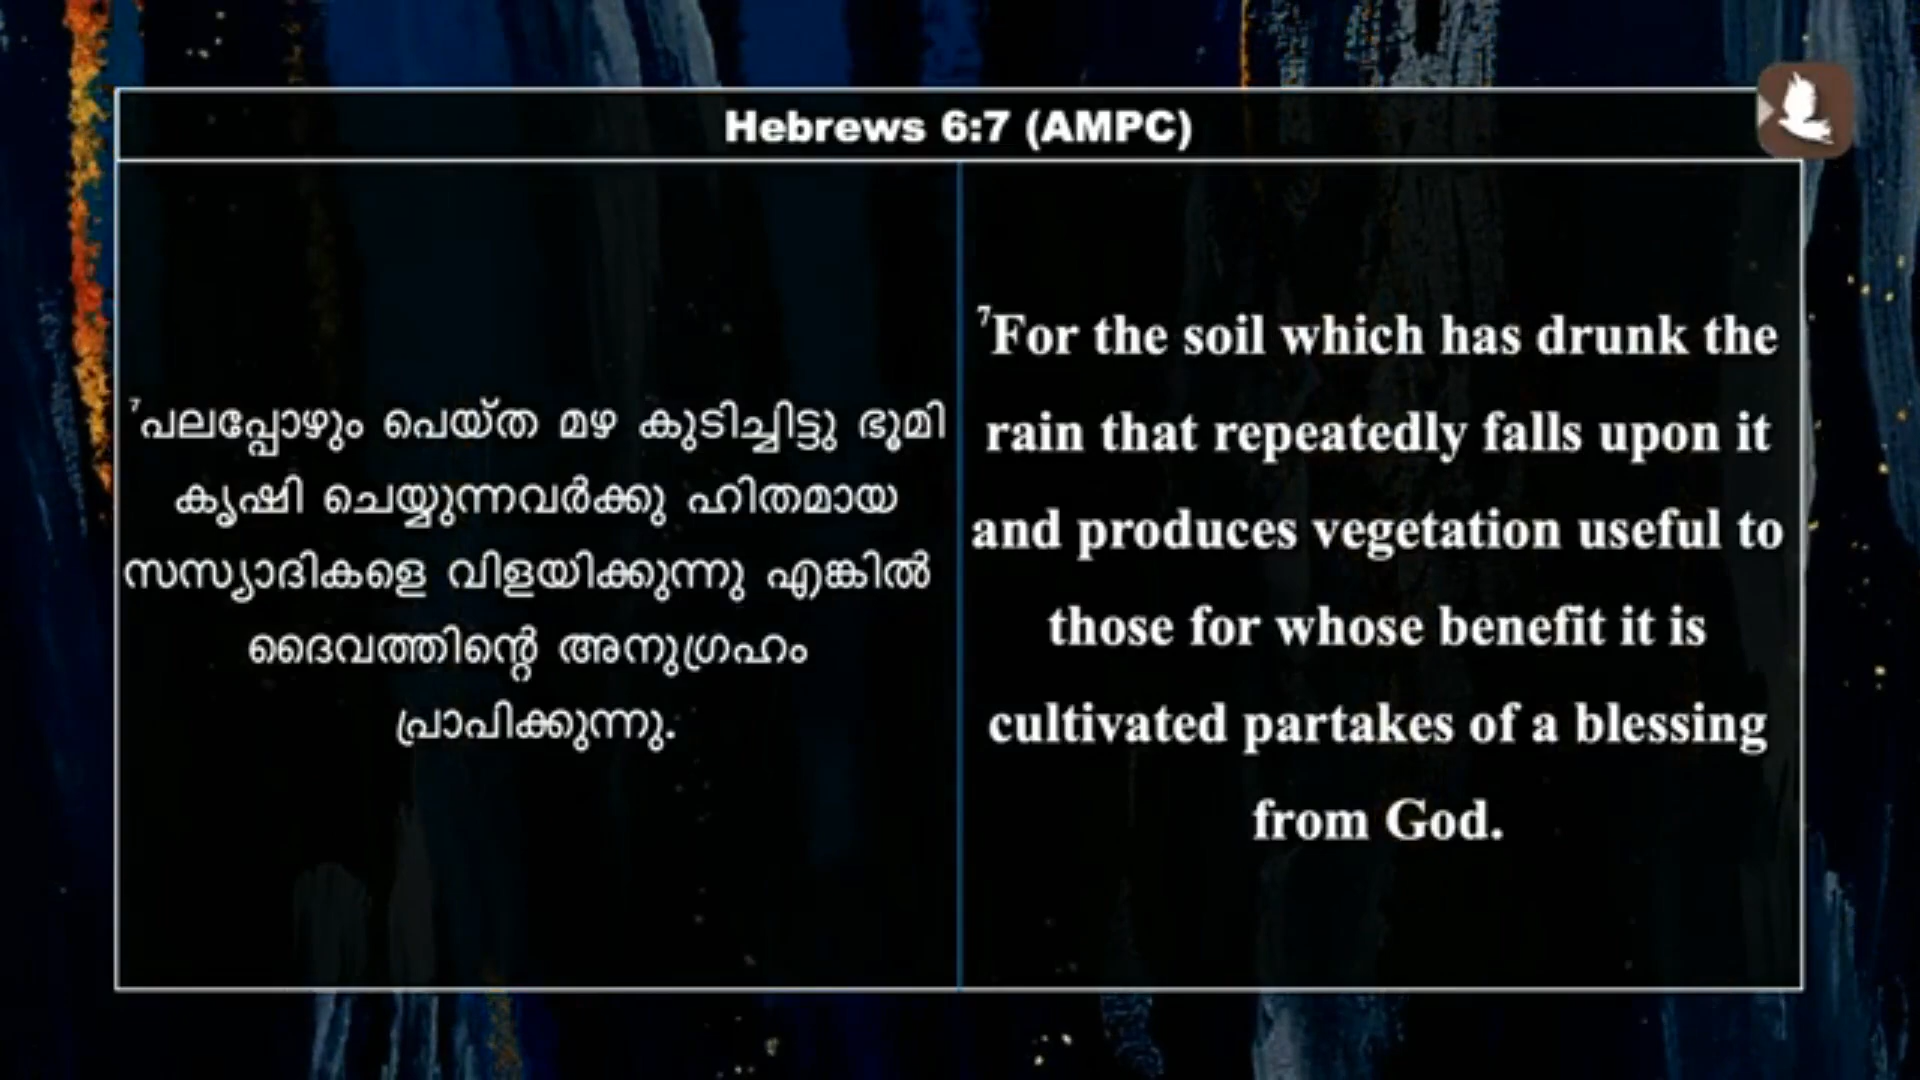 Hebrews 6:7 (AMPC)
⁷പലപ്പോഴും പെയ്ത മഴ കുടിച്ചിട്ടു ഭൂമി
കൃഷി ചെയ്യുന്നവർക്കു ഹിതമായ
സസ്യാദികളെ വിളയിക്കുന്നു എങ്കിൽ
ദൈവത്തിന്റെ അനുഗ്രഹം
പ്രാപിക്കുന്നു.
⁷For the soil which has drunk the
rain that repeatedly falls upon it
and produces vegetation useful to
those for whose benefit it is
cultivated partakes of a blessing
from God.